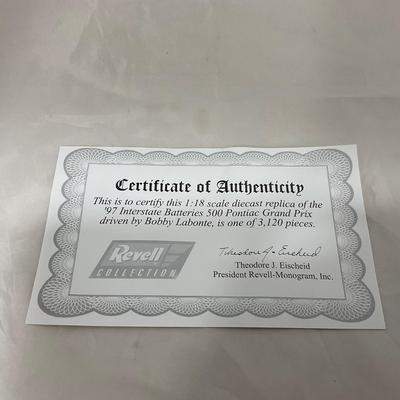 Certificate of Authenticity
This is to certify this 1:18 scale diecast replica of the
'97 Interstate Batteries 500 Pontiac Grand Prix
driven by Bobby Labonte, is one of 3,120 pieces.
Revell
COLLECTION
Theodore J. Eischeid
Theodore J. Eischeid
President Revell-Monogram, Inc.